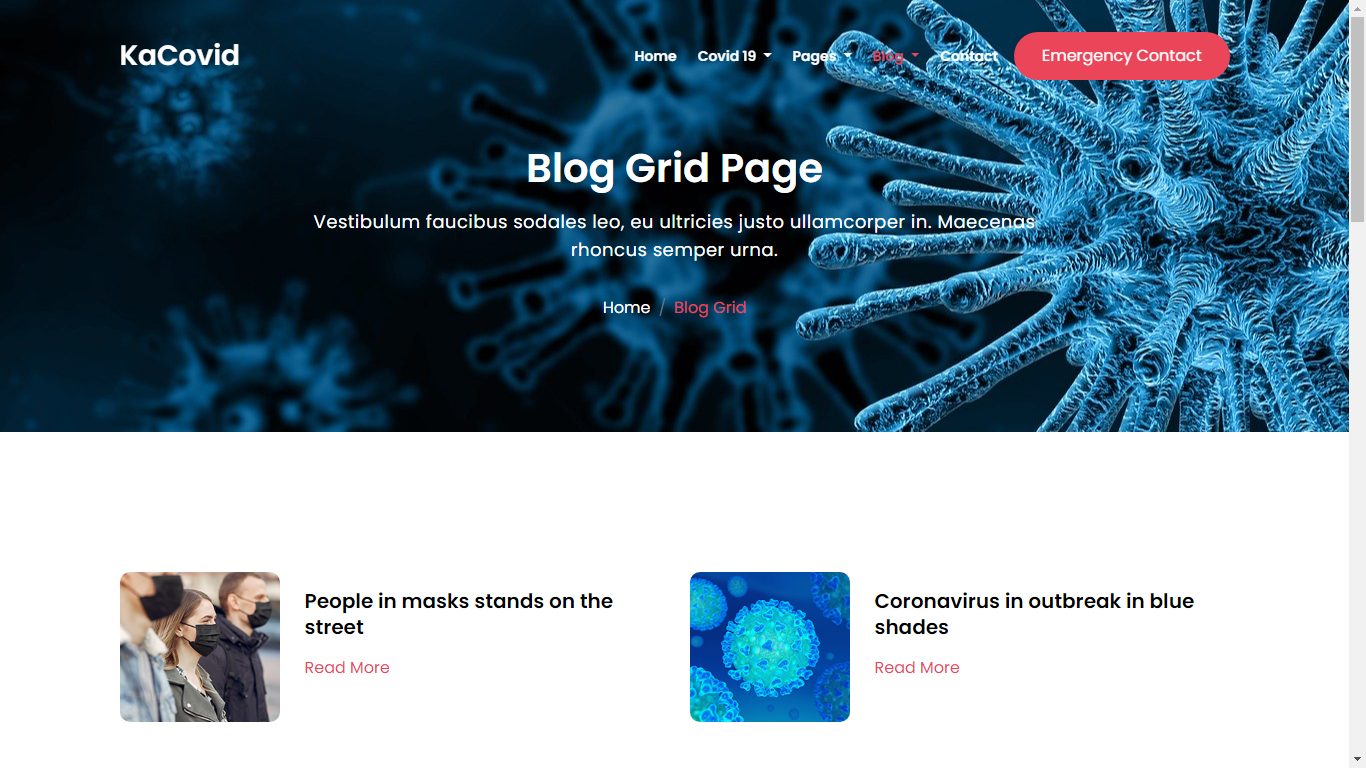 KaCovid
Home Covid 19 Pages Blog Contact Emergency Contact
Blog Grid Page
Vestibulum faucibus sodales leo, eu ultricies justo ullamcorper in. Maecenas
rhoncus semper urna.
Home / Blog Grid
People in masks stands on the
street
Read More
Coronavirus in outbreak in blue
shades
Read More